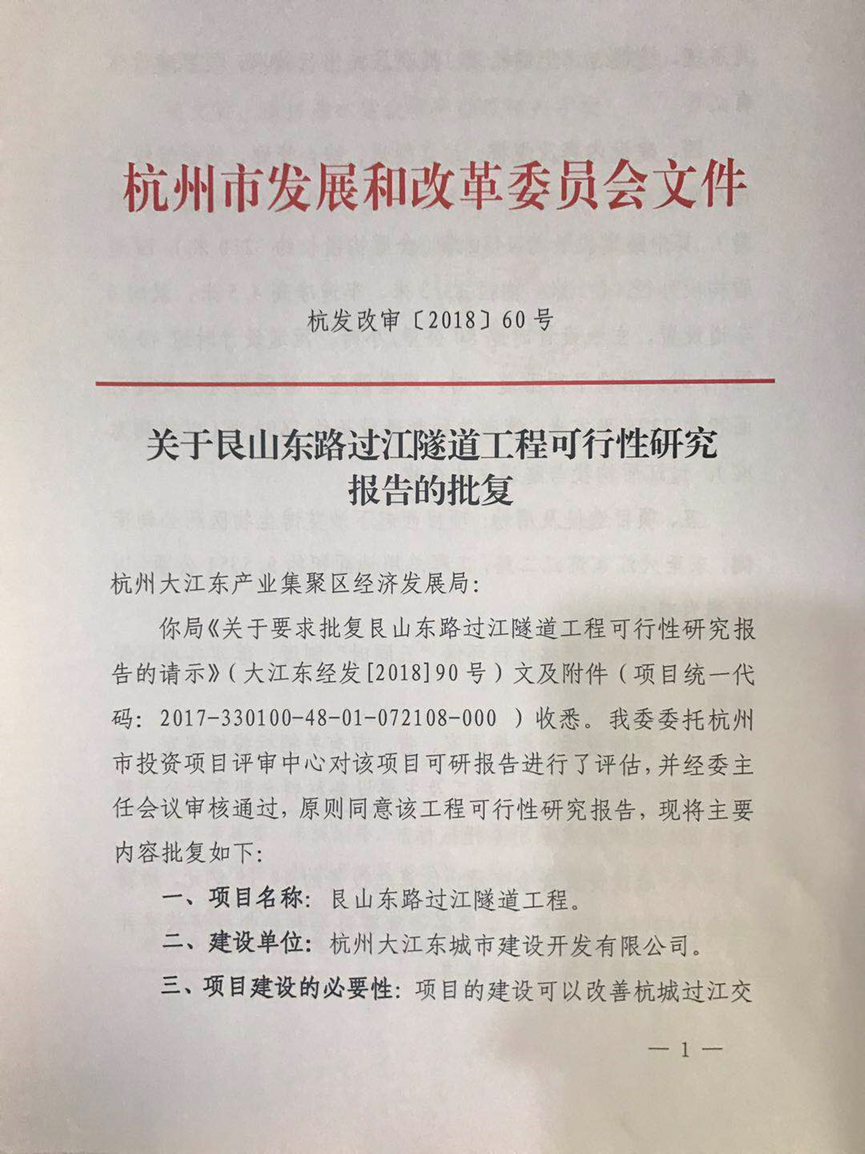 杭州市发展和改革委员会文件
杭发改审〔2018〕60号
关于艮山东路过江隧道工程可行性研究
报告的批复
杭州大江东产业集聚区经济发展局：
你局《关于要求批复艮山东路过江隧道工程可行性研究报
告的请示》（大江东经发[2018]90号）文及附件（项目统一代
码：2017-330100-48-01-072108-000 ）收悉。我委委托杭州
市投资项目评审中心对该项目可研报告进行了评估，并经委主
任会议审核通过，原则同意该工程可行性研究报告，现将主要
内容批复如下：
一、项目名称：艮山东路过江隧道工程。
二、建设单位：杭州大江东城市建设开发有限公司。
三、项目建设的必要性：项目的建设可以改善杭城过江交
— 1 —